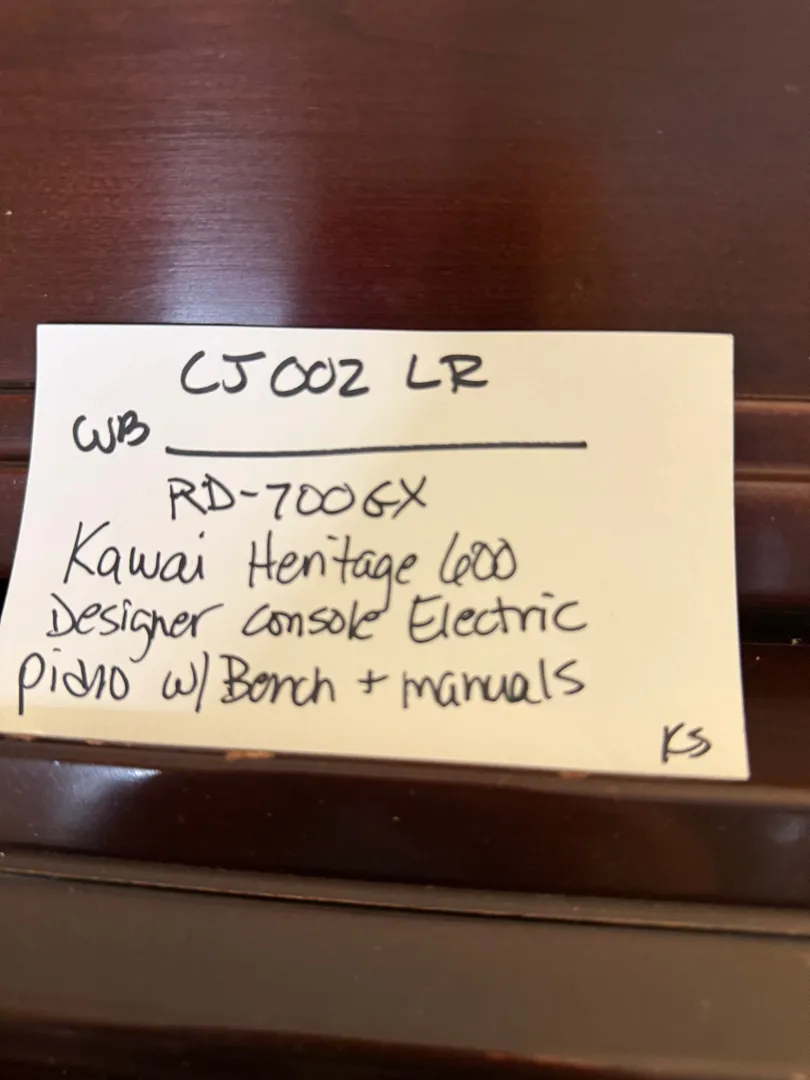 CJ002 LR
WB
RD-700GX
Kawai Heritage 600
Designer console Electric
piano w/ Bench + manuals
KS